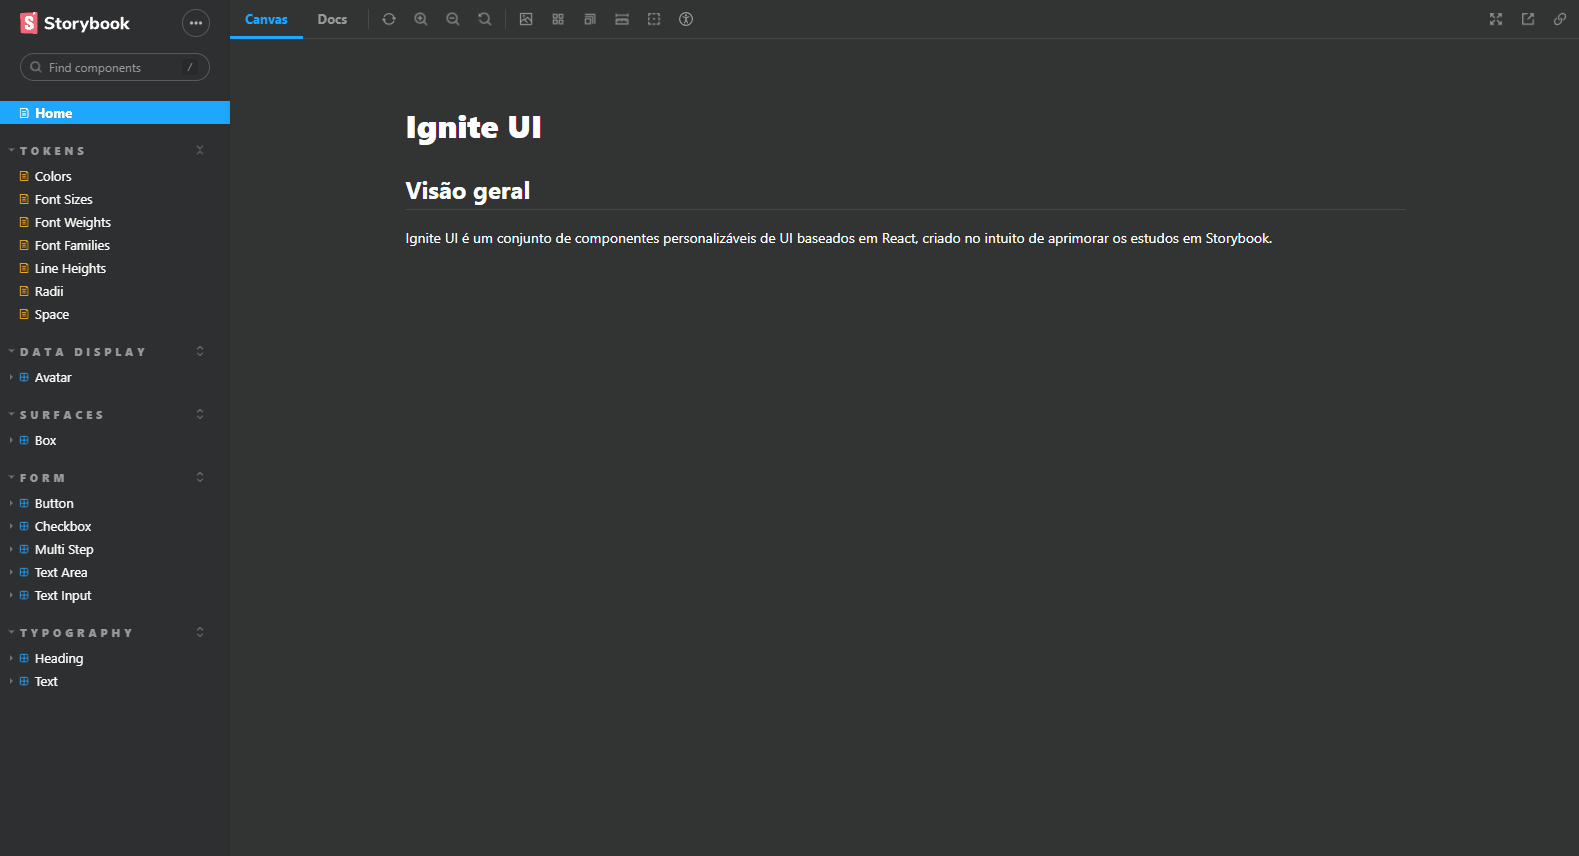 Storybook
Find components /
Home
TOKENS
Colors
Font Sizes
Font Weights
Font Families
Line Heights
Radii
Space
DATA DISPLAY
Avatar
SURFACES
Box
FORM
Button
Checkbox
Multi Step
Text Area
Text Input
TYPOGRAPHY
Heading
Text
Canvas Docs
Ignite UI
Visão geral
Ignite UI é um conjunto de componentes personalizáveis de UI baseados em React, criado no intuito de aprimorar os estudos em Storybook.